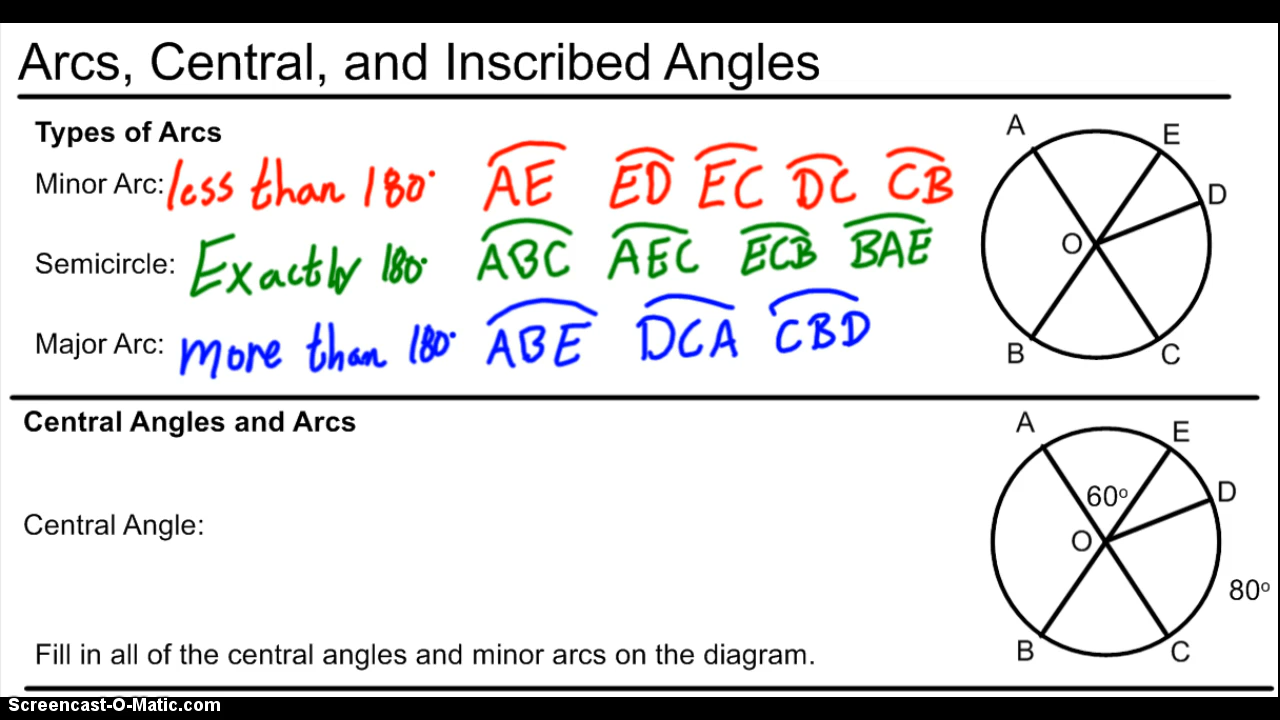 Arcs, Central, and Inscribed Angles
Types of Arcs
Minor Arc: less than 180° AE ED EC DC CB
Semicircle: Exactly 180° ABC AEC ECB BAE
Major Arc: more than 180° ABE DCA CBD
A
E
D
O
B
C
Central Angles and Arcs
Central Angle:
Fill in all of the central angles and minor arcs on the diagram.
A
E
60o
D
O
80o
B
C
Screencast-O-Matic.com